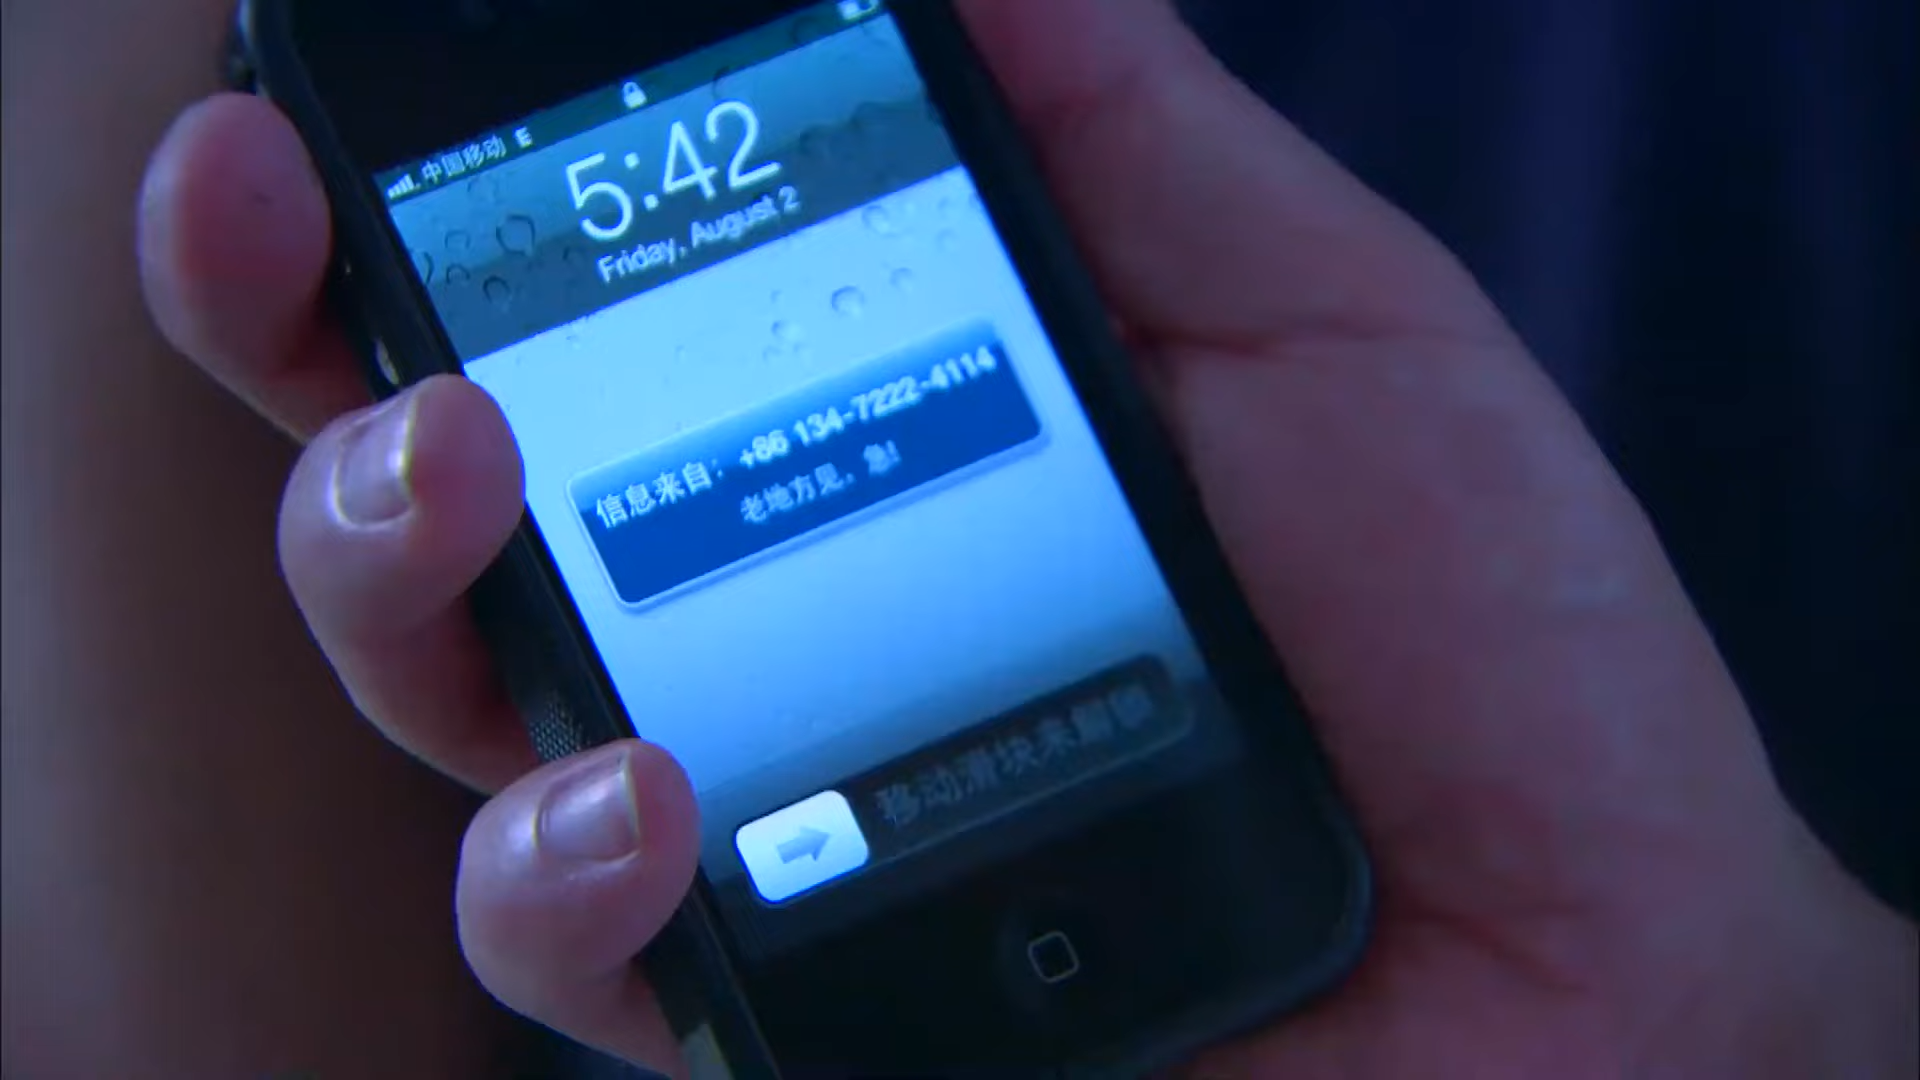 中国移动 E
5:42
Friday, August 2
信息来自：+86 134-7222-4114
老地方见，急!
移动滑块来解锁